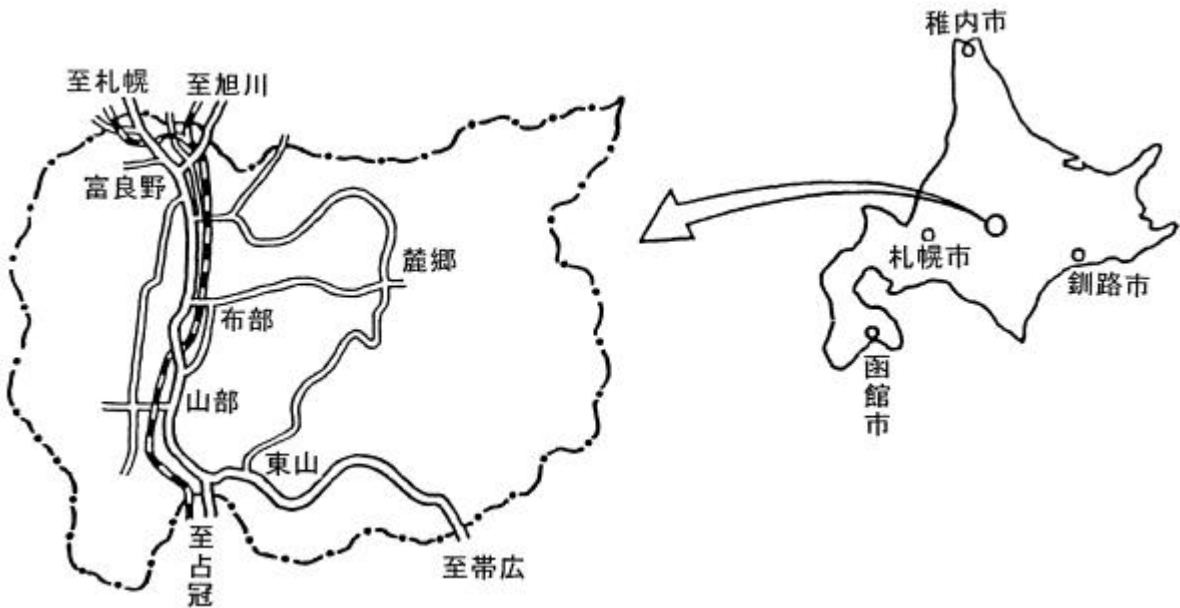 至札幌
至旭川
富良野
麓郷
布部
山部
東山
至占冠
至帯広
稚内市
札幌市
釧路市
函館市